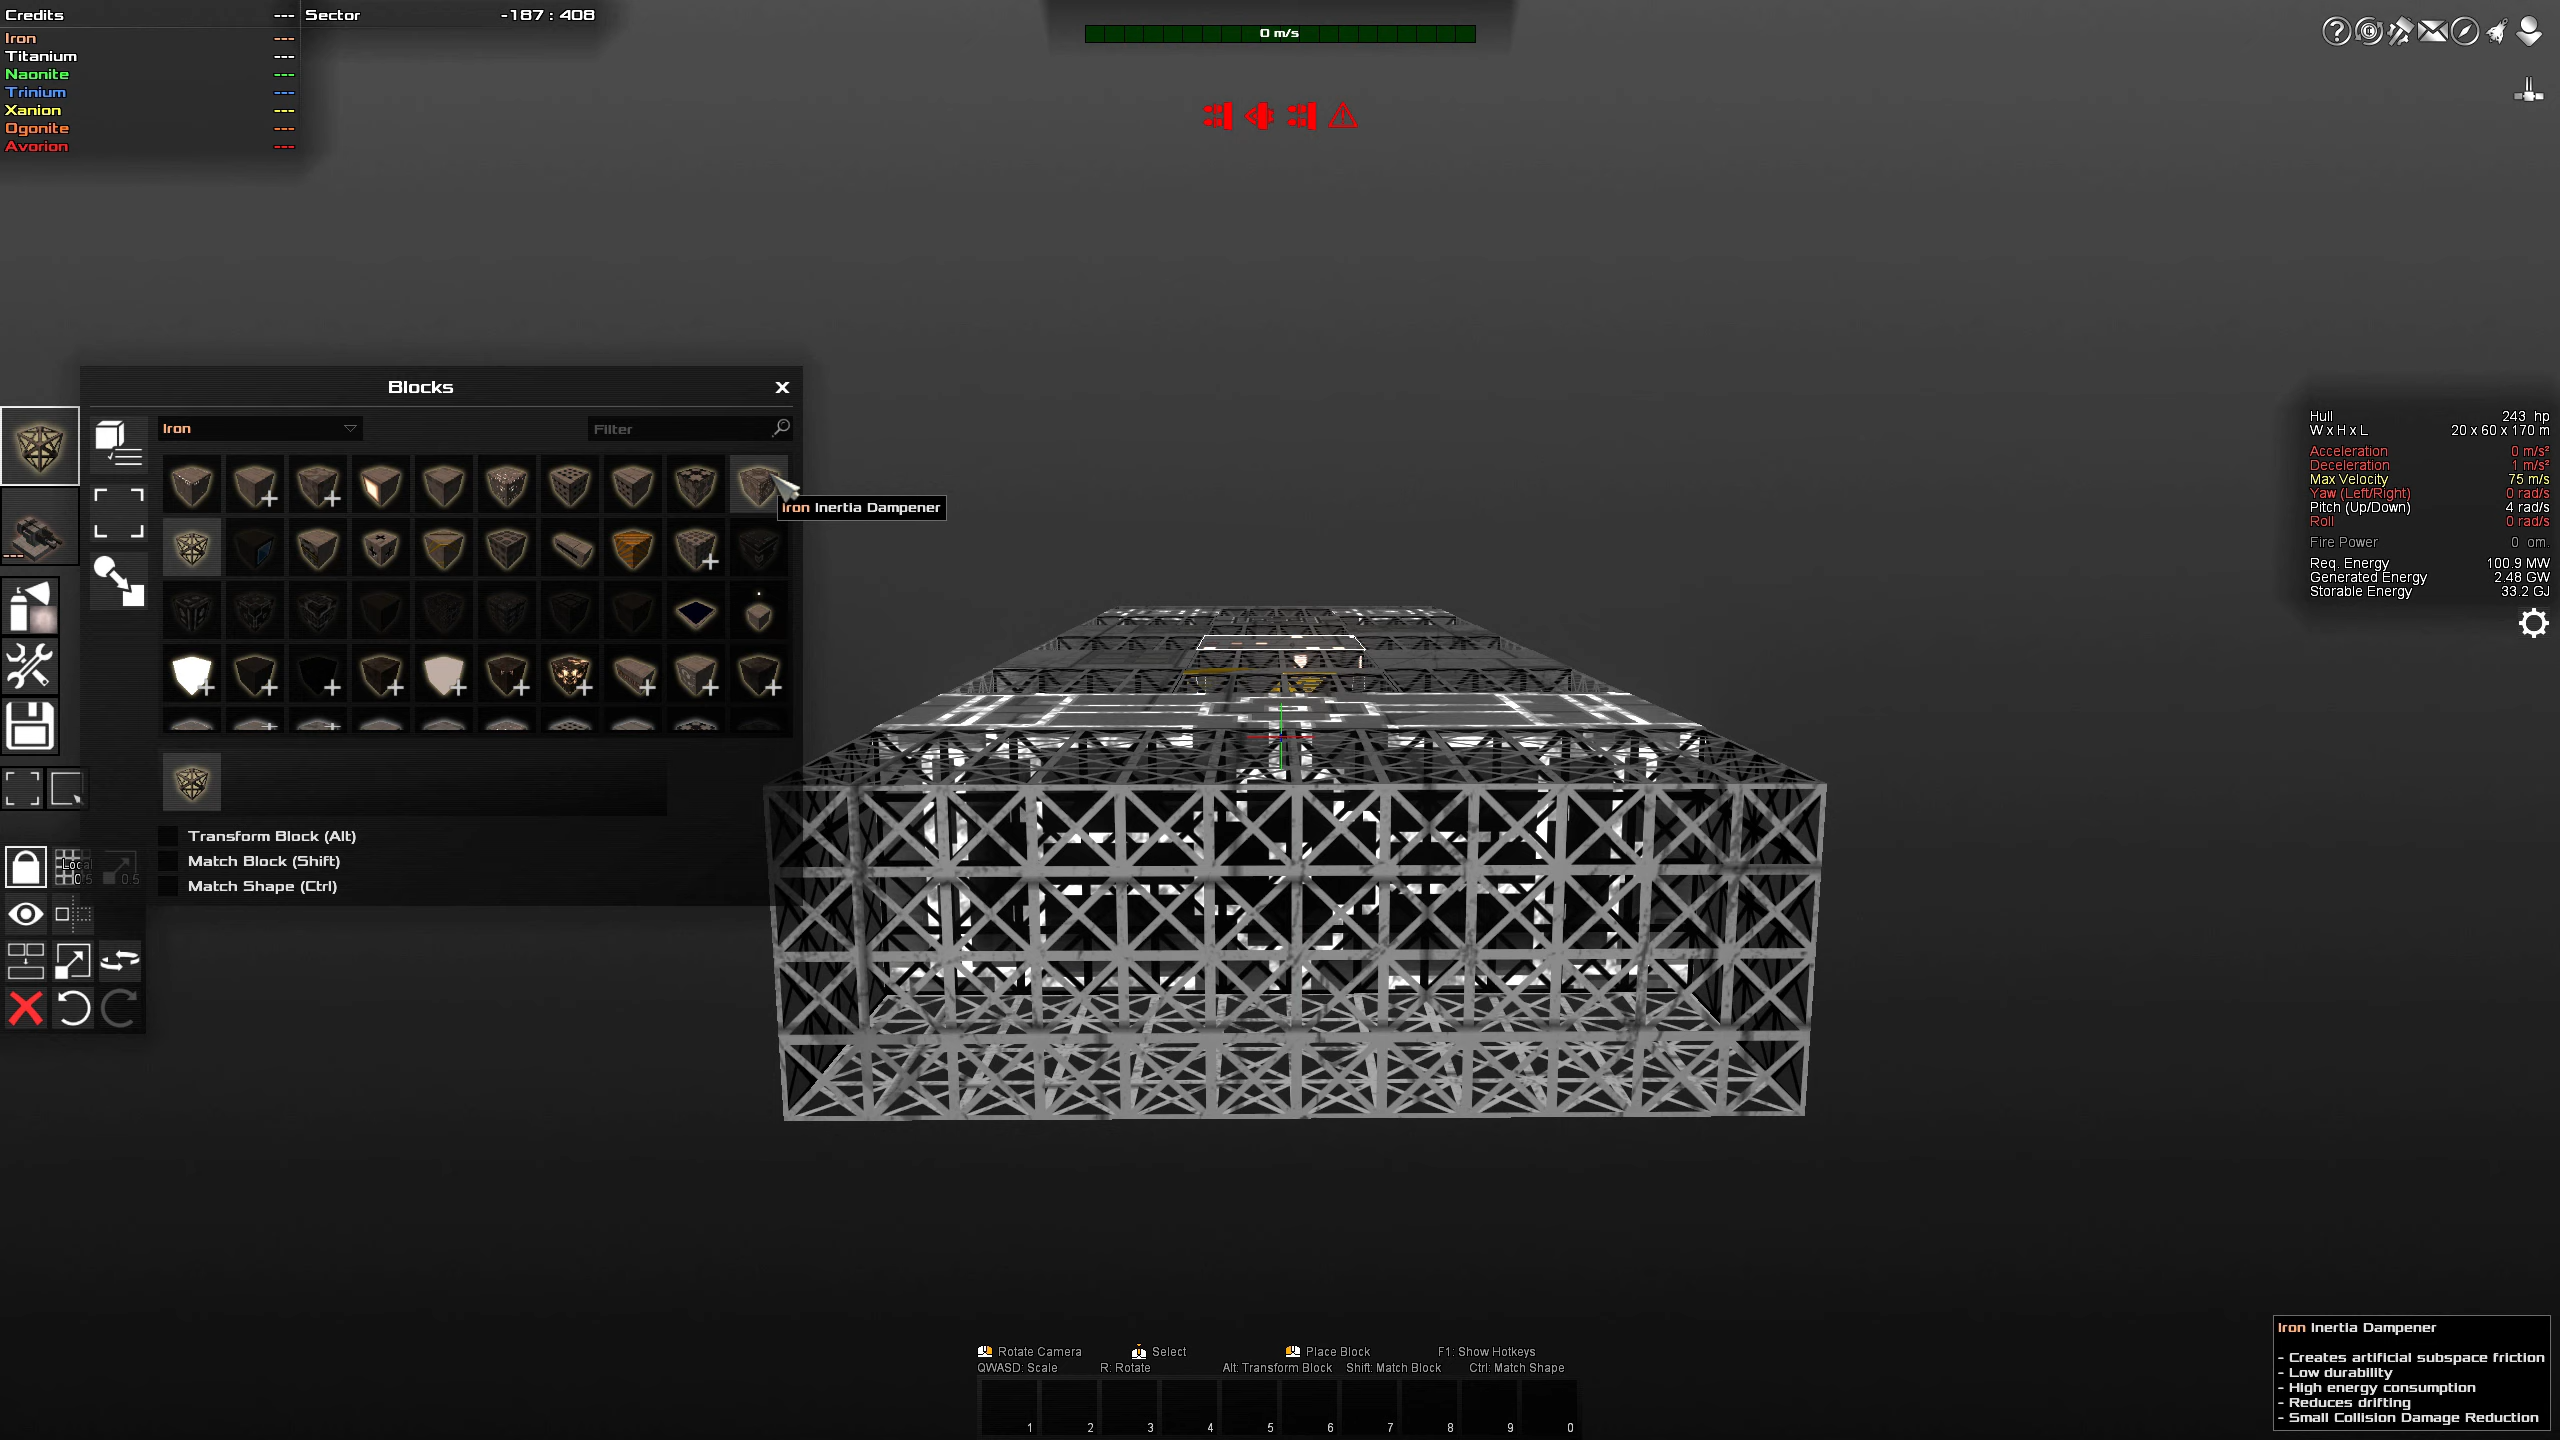 Credits --- Sector -187 : 408
Iron ---
Titanium ---
Naonite ---
Trinium ---
Xanion ---
Ogonite ---
Avorion ---
0 m/s
Blocks X
Iron
Filter
Iron Inertia Dampener
---
Transform Block (Alt)
Match Block (Shift)
Match Shape (Ctrl)
Local
0.5 0.5
Hull 243 hp
W x H x L 20 x 60 x 170 m
Acceleration 0 m/s²
Deceleration 1 m/s²
Max Velocity 75 m/s
Yaw (Left/Right) 0 rad/s
Pitch (Up/Down) 4 rad/s
Roll 0 rad/s
Fire Power 0 om.
Req. Energy 100.9 MW
Generated Energy 2.48 GW
Storable Energy 33.2 GJ
Rotate Camera Select Place Block F1: Show Hotkeys
QWASD: Scale R: Rotate Alt: Transform Block Shift: Match Block Ctrl: Match Shape
1 2 3 4 5 6 7 8 9 0
Iron Inertia Dampener
- Creates artificial subspace friction
- Low durability
- High energy consumption
- Reduces drifting
- Small Collision Damage Reduction